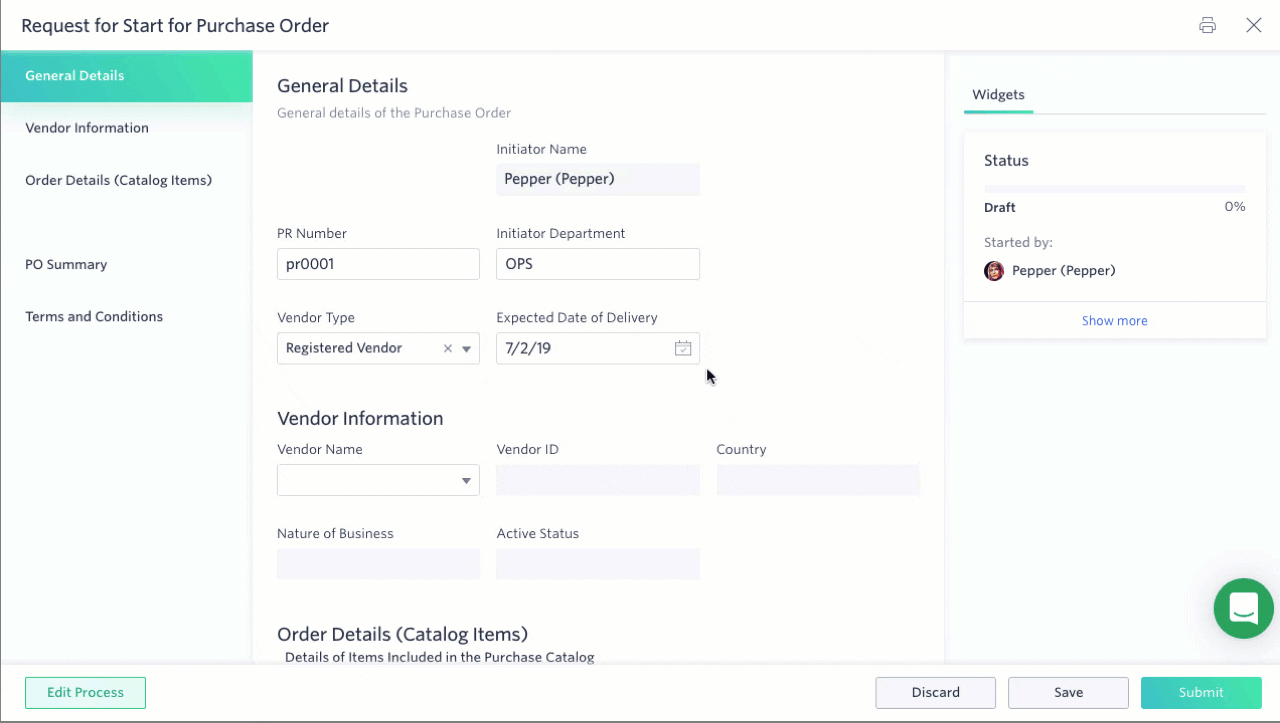 Request for Start for Purchase Order
General Details
Vendor Information
Order Details (Catalog Items)
PO Summary
Terms and Conditions
General Details
General details of the Purchase Order
Initiator Name
Pepper (Pepper)
PR Number
Initiator Department
pr0001
OPS
Vendor Type
Expected Date of Delivery
Registered Vendor
7/2/19
Vendor Information
Vendor Name
Vendor ID
Country
Nature of Business
Active Status
Order Details (Catalog Items)
Details of Items Included in the Purchase Catalog
Widgets
Status
Draft
0%
Started by:
Pepper (Pepper)
Show more
Edit Process
Discard
Save
Submit